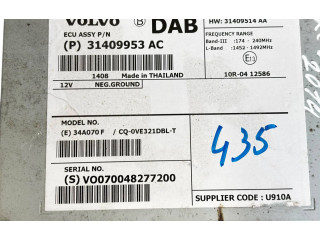 VOLVO B DAB HW: 31409514 AA
ECU ASSY P/N
(P) 31409953 AC
FREQUENCY RANGE
Band-III : 174 - 240MHz
L-Band : 1452 - 1492MHz
1408 Made in THAILAND
E13
10R-04 12586
12V NEG.GROUND
MODEL NO.
(E) 34A070 F / CQ-0VE321DBL-T
435
SERIAL NO.
(S) VO070048277200
SUPPLIER CODE : U910A